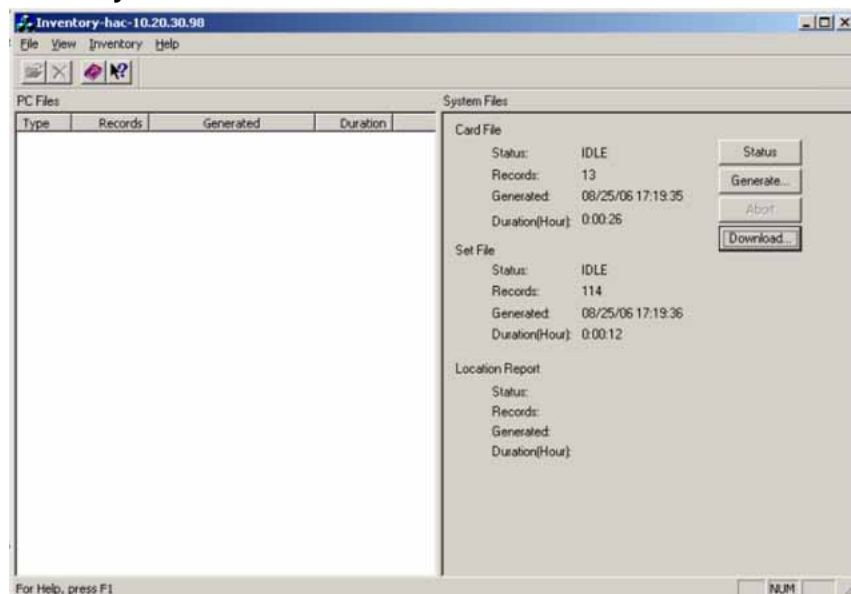 Inventory-hac-10.20.30.98
File View Inventory Help
PC Files
Type Records Generated Duration
System Files
Card File
Status: IDLE
Records: 13
Generated: 08/25/06 17:19:35
Duration(Hour): 0:00:26
Set File
Status: IDLE
Records: 114
Generated: 08/25/06 17:19:36
Duration(Hour): 0:00:12
Location Report
Status:
Records:
Generated:
Duration(Hour):
Status
Generate...
Abort
Download...
For Help, press F1
NUM